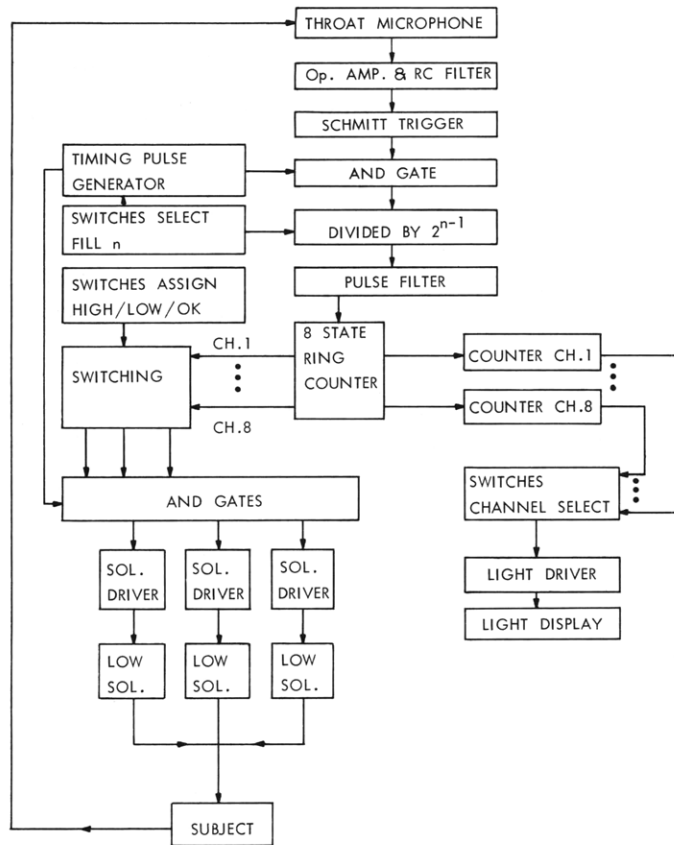 THROAT MICROPHONE
Op. AMP. & RC FILTER
SCHMITT TRIGGER
TIMING PULSE
GENERATOR
AND GATE
SWITCHES SELECT
FILL n
DIVIDED BY 2^{n-1}
SWITCHES ASSIGN
HIGH/LOW/OK
PULSE FILTER
SWITCHING
CH.1
CH.8
8 STATE
RING
COUNTER
COUNTER CH.1
COUNTER CH.8
SWITCHES
CHANNEL SELECT
AND GATES
SOL.
DRIVER
SOL.
DRIVER
SOL.
DRIVER
LIGHT DRIVER
LIGHT DISPLAY
LOW
SOL.
LOW
SOL.
LOW
SOL.
SUBJECT